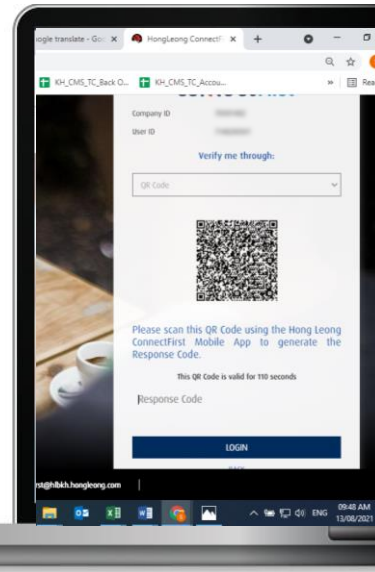 ogle translate - Goo
HongLeong ConnectF
KH_CMS_TC_Back O...
KH_CMS_TC_Accou...
Rea
Company ID
User ID
Verify me through:
QR Code
Please scan this QR Code using the Hong Leong
ConnectFirst Mobile App to generate the
Response Code.
This QR Code is valid for 110 seconds
Response Code
LOGIN
rst@hlbkh.hongleong.com
ENG
09:48 AM
13/08/2021